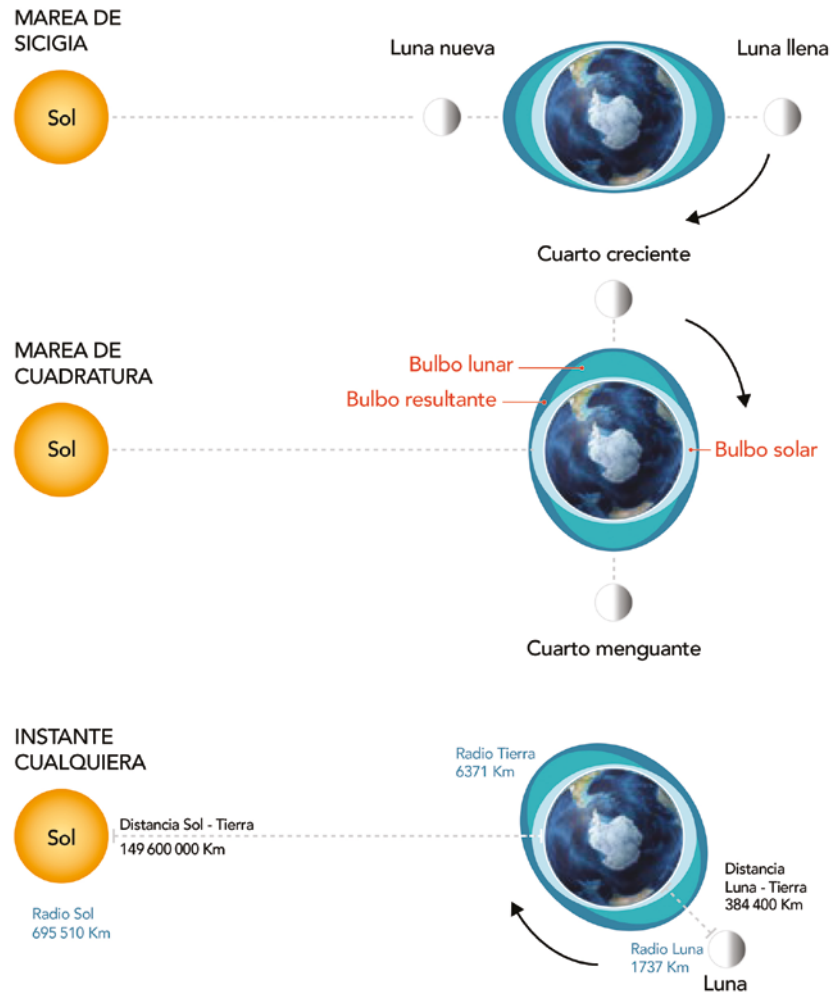 MAREA DE
SICIGIA
Luna nueva
Luna llena
Sol
Cuarto creciente
MAREA DE
CUADRATURA
Bulbo lunar
Bulbo resultante
Sol
Bulbo solar
Cuarto menguante
INSTANTE
CUALQUIERA
Radio Tierra
6371 Km
Distancia Sol - Tierra
149 600 000 Km
Sol
Distancia
Luna - Tierra
384 400 Km
Radio Sol
695 510 Km
Radio Luna
1737 Km
Luna